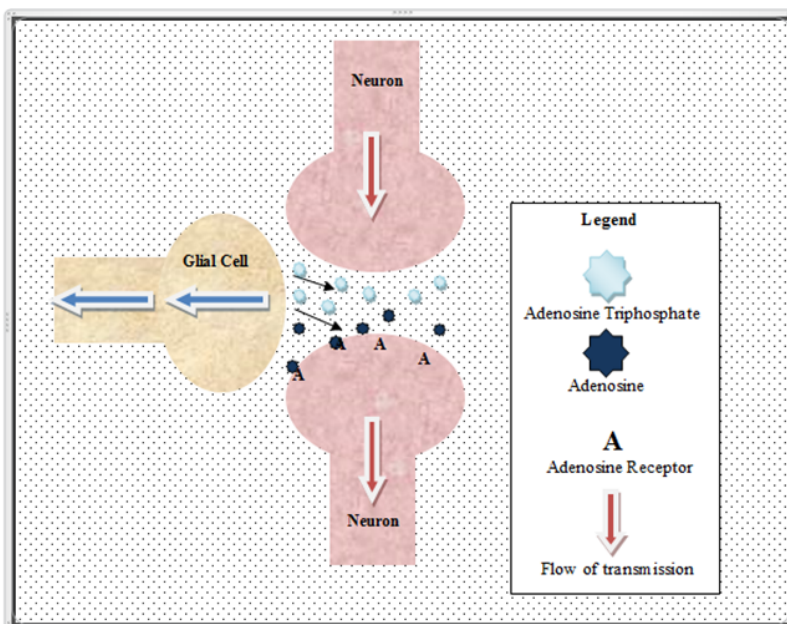 Neuron
Glial Cell
A
A
A
A
Neuron
Legend
Adenosine Triphosphate
Adenosine
A
Adenosine Receptor
Flow of transmission